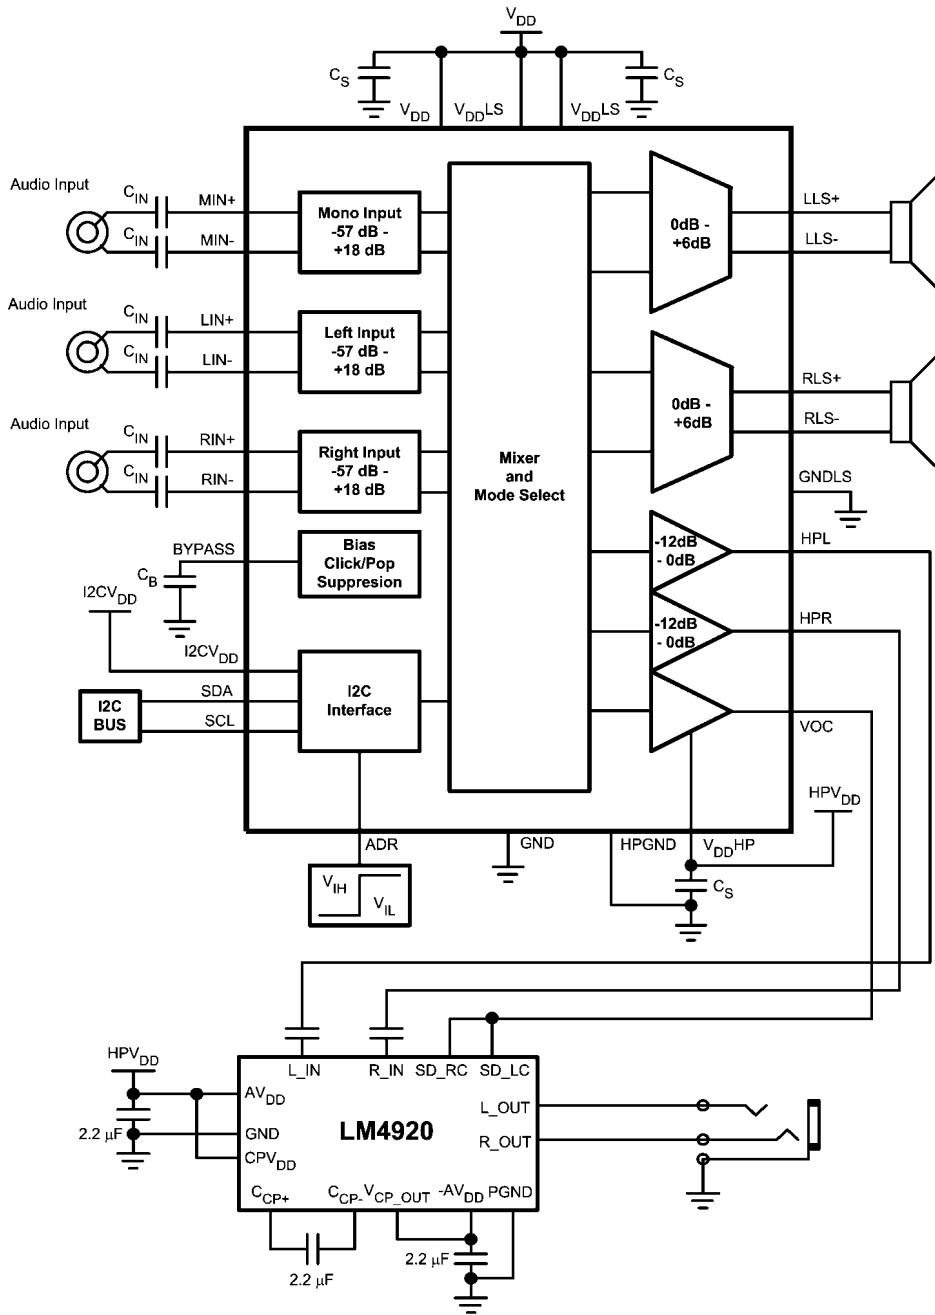 VDD
CS
CS
VDD
VDDLS
VDDLS
Audio Input
CIN
MIN+
CIN
MIN-
Mono Input
-57 dB -
+18 dB
0dB -
+6dB
LLS+
LLS-
Audio Input
CIN
LIN+
CIN
LIN-
Left Input
-57 dB -
+18 dB
0dB -
+6dB
RLS+
RLS-
Audio Input
CIN
RIN+
CIN
RIN-
Right Input
-57 dB -
+18 dB
Mixer
and
Mode Select
GNDLS
BYPASS
CB
Bias
Click/Pop
Suppresion
-12dB
- 0dB
HPL
I2CVDD
-12dB
- 0dB
HPR
I2CVDD
I2C
BUS
SDA
SCL
I2C
Interface
VOC
HPVDD
ADR
GND
HPGND
VDDHP
VIH
VIL
CS
HPVDD
2.2 µF
L_IN
R_IN
SD_RC
SD_LC
AVDD
GND
CPVDD
LM4920
L_OUT
R_OUT
CCP+
CCP-
VCP_OUT
-AVDD
PGND
2.2 µF
2.2 µF